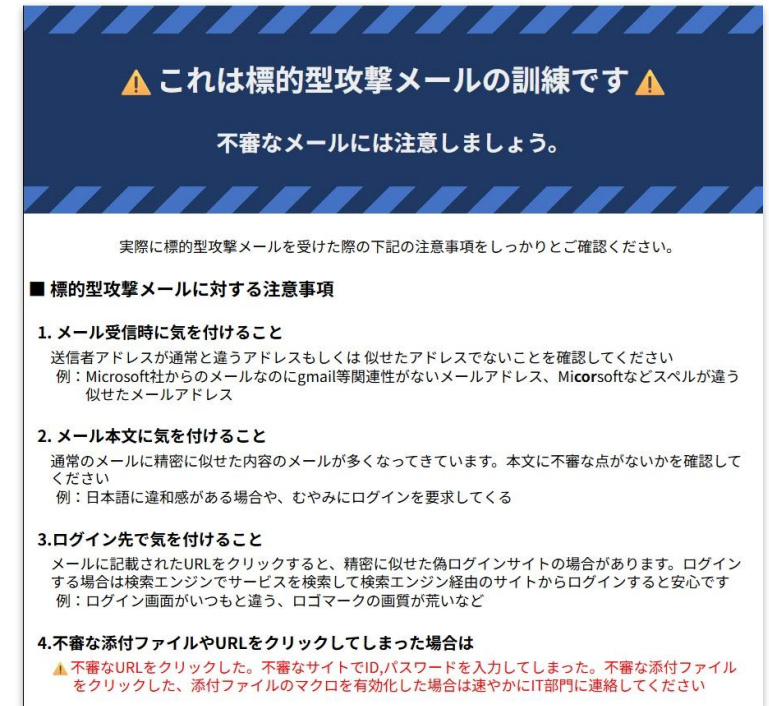 ⚠これは標的型攻撃メールの訓練です⚠
不審なメールには注意しましょう。
実際に標的型攻撃メールを受けた際の下記の注意事項をしっかりとご確認ください。
■ 標的型攻撃メールに対する注意事項
1. メール受信時に気を付けること
送信者アドレスが通常と違うアドレスもしくは 似せたアドレスでないことを確認してください
例：Microsoft社からのメールなのにgmail等関連性がないメールアドレス、Micorsoftなどスペルが違う
似せたメールアドレス
2. メール本文に気を付けること
通常のメールに精密に似せた内容のメールが多くなってきています。本文に不審な点がないかを確認して
ください
例：日本語に違和感がある場合や、むやみにログインを要求してくる
3.ログイン先で気を付けること
メールに記載されたURLをクリックすると、精密に似せた偽ログインサイトの場合があります。ログイン
する場合は検索エンジンでサービスを検索して検索エンジン経由のサイトからログインすると安心です
例：ログイン画面がいつもと違う、ロゴマークの画質が荒いなど
4.不審な添付ファイルやURLをクリックしてしまった場合は
⚠不審なURLをクリックした。不審なサイトでID,パスワードを入力してしまった。不審な添付ファイル
をクリックした、添付ファイルのマクロを有効化した場合は速やかにIT部門に連絡してください